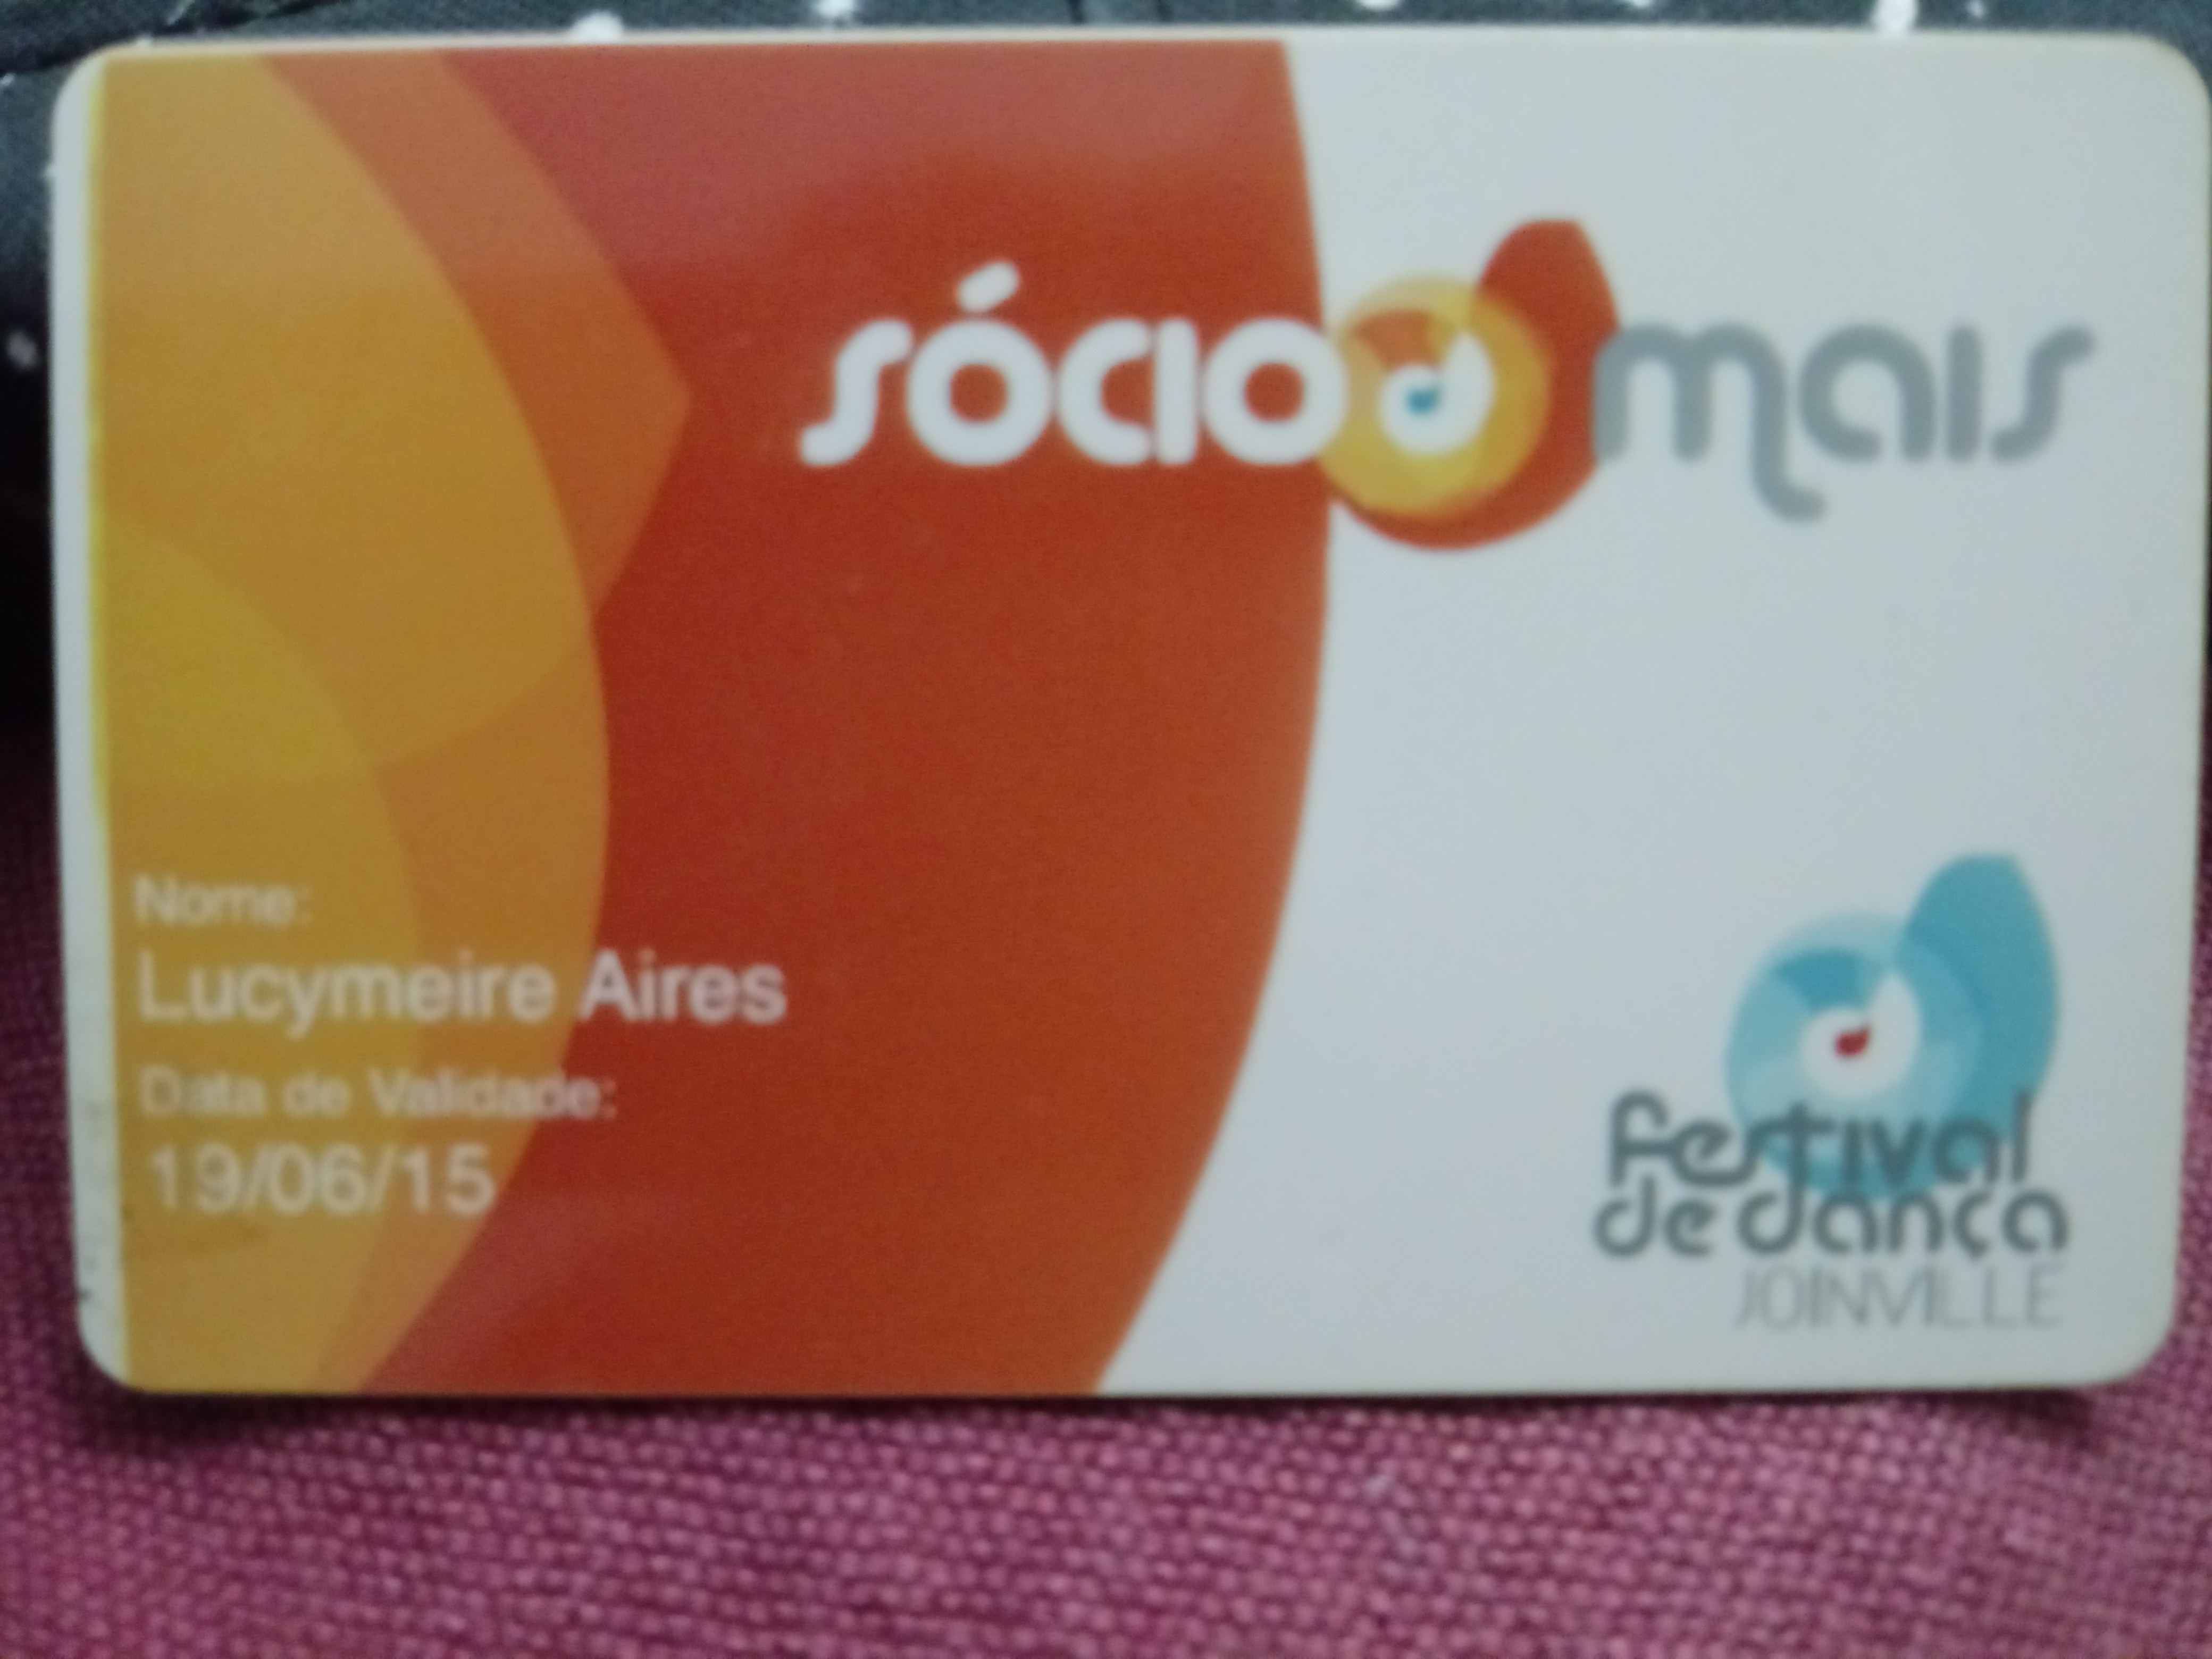 sócio mais
Nome:
Lucymeire Aires
Data de Validade:
19/06/15
festival
de dança
JOINVILLE